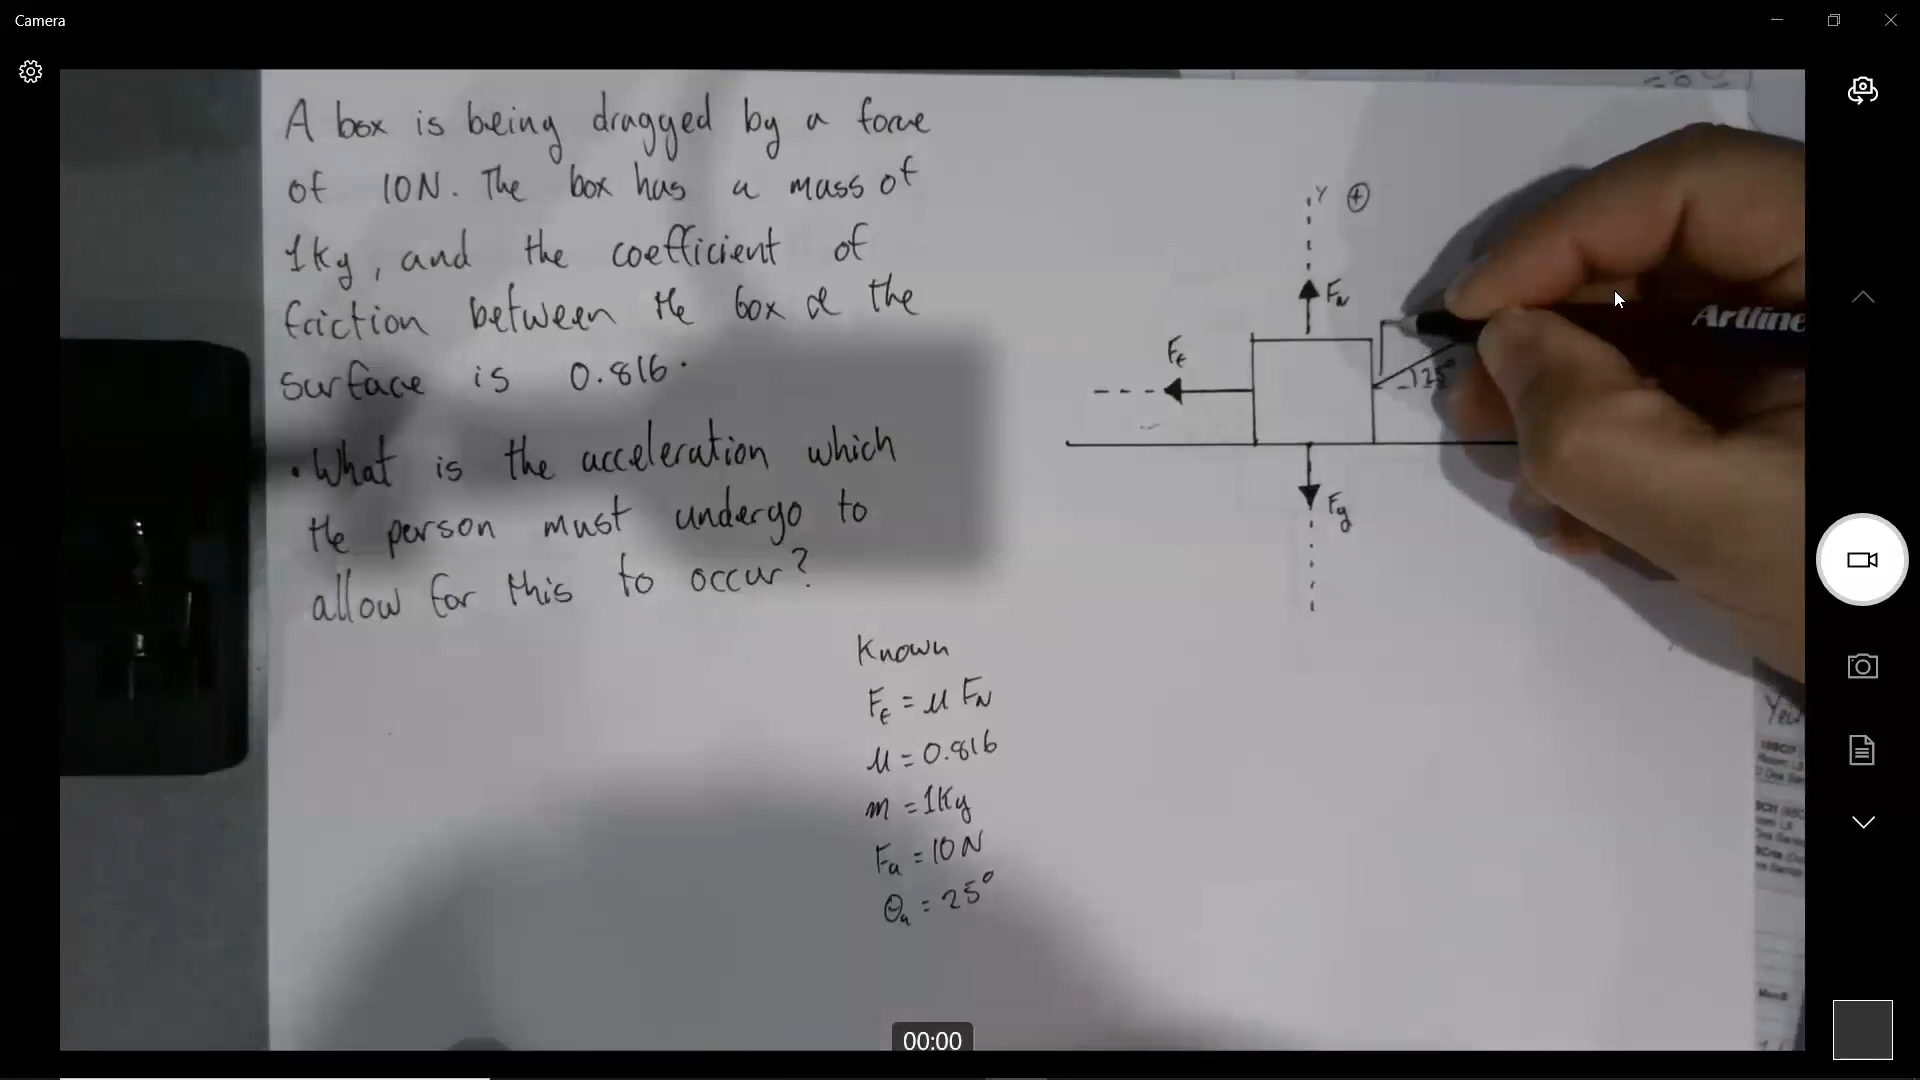 Camera
A box is being dragged by a force
of 10N. The box has a mass of
1kg, and the coefficient of
friction between the box & the
surface is 0.816.
• What is the acceleration which
the person must undergo to
allow for this to occur?
y ⊕
FN
Ff
25°
Fg
Artline
Known
Ff = μ FN
μ = 0.816
m = 1Kg
Fa = 10N
θa = 25°
00:00